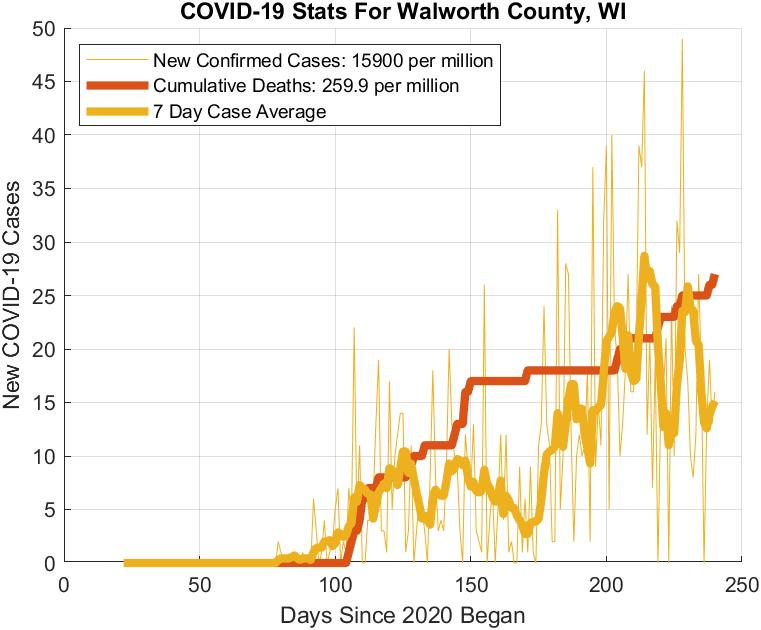 COVID-19 Stats For Walworth County, WI
New Confirmed Cases: 15900 per million
Cumulative Deaths: 259.9 per million
7 Day Case Average
New COVID-19 Cases
50
45
40
35
30
25
20
15
10
5
0
0 50 100 150 200 250
Days Since 2020 Began